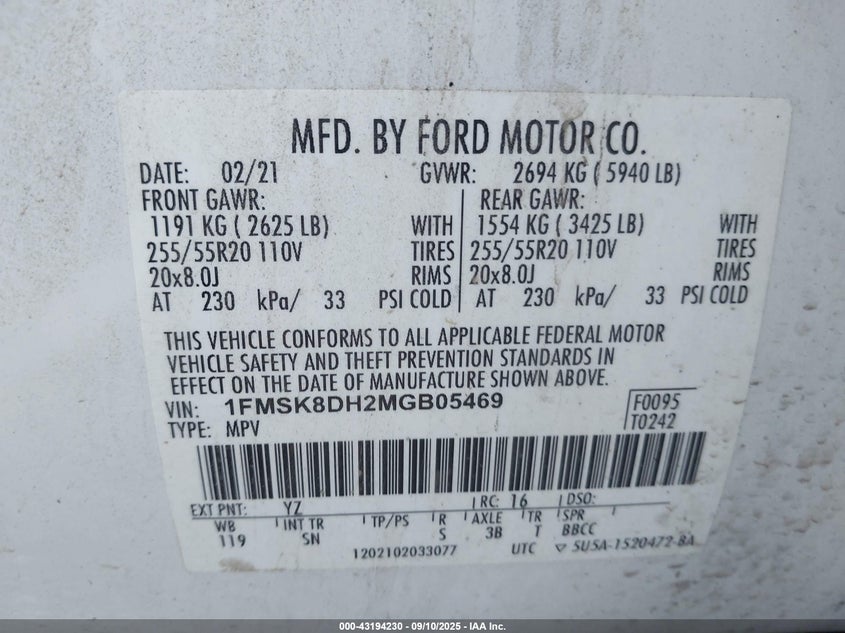 MFD. BY FORD MOTOR CO.
DATE: 02/21 GVWR: 2694 KG ( 5940 LB)
FRONT GAWR: REAR GAWR:
1191 KG ( 2625 LB) WITH 1554 KG ( 3425 LB) WITH
255/55R20 110V TIRES 255/55R20 110V TIRES
20x8.0J RIMS 20x8.0J RIMS
AT 230 kPa/ 33 PSI COLD AT 230 kPa/ 33 PSI COLD
THIS VEHICLE CONFORMS TO ALL APPLICABLE FEDERAL MOTOR
VEHICLE SAFETY AND THEFT PREVENTION STANDARDS IN
EFFECT ON THE DATE OF MANUFACTURE SHOWN ABOVE.
VIN: 1FMSK8DH2MGB05469 F0095
TYPE: MPV T0242
EXT PNT: YZ RC: 16 DSO:
WB INT TR TP/PS R AXLE TR SPR
119 SN S 3B T BBCC
1202102033077 UTC ▽ 5U5A-1520472-BA
000-43194230 - 09/10/2025 - IAA Inc.